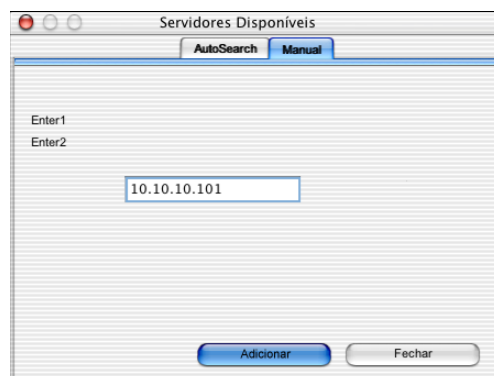 Servidores Disponíveis
AutoSearch Manual
Enter1
Enter2
10.10.10.101
Adicionar Fechar